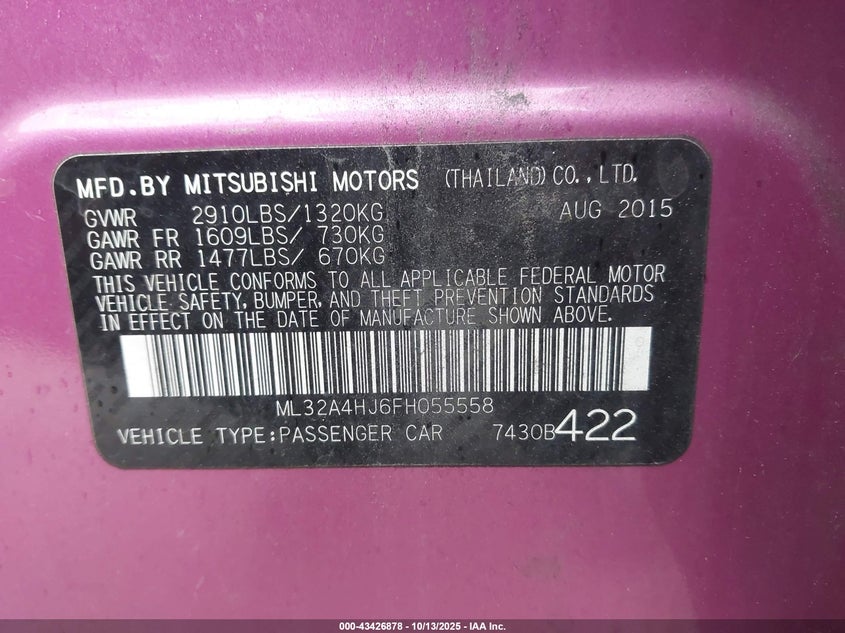 MFD.BY MITSUBISHI MOTORS (THAILAND) CO., LTD.
GVWR 2910LBS/1320KG AUG 2015
GAWR FR 1609LBS/ 730KG
GAWR RR 1477LBS/ 670KG
THIS VEHICLE CONFORMS TO ALL APPLICABLE FEDERAL MOTOR
VEHICLE SAFETY, BUMPER, AND THEFT PREVENTION STANDARDS
IN EFFECT ON THE DATE OF MANUFACTURE SHOWN ABOVE.
ML32A4HJ6FH055558
VEHICLE TYPE:PASSENGER CAR 7430B422
000-43426878 - 10/13/2025 - IAA Inc.